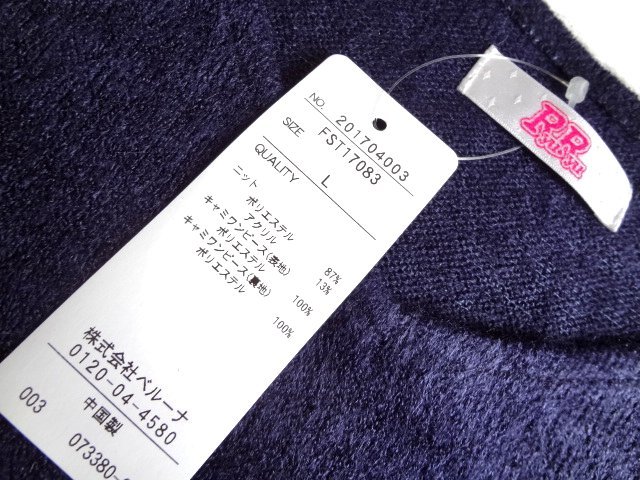 NO. 201704003
FST17083
SIZE L
QUALITY
ニット
ポリエステル 87%
アクリル 13%
キャミワンピース(表地)
ポリエステル 100%
キャミワンピース(裏地)
ポリエステル 100%
株式会社ベルーナ
0120-04-4580
003 中国製
073380-
RR
RyuRyu